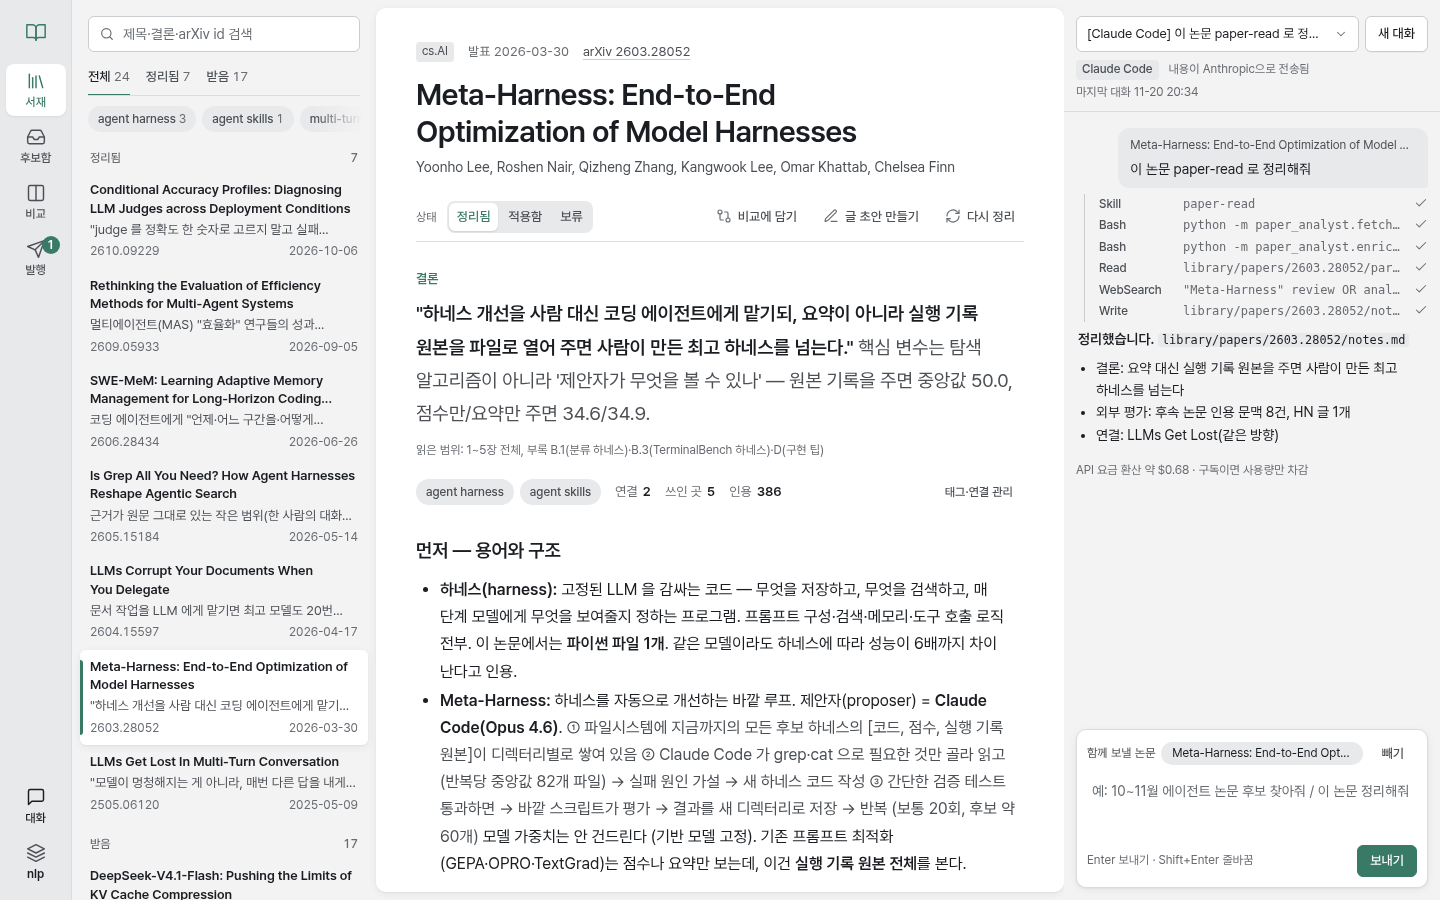 서재
후보함
비교
1
발행
대화
nlp
제목·결론·arXiv id 검색
전체 24 정리됨 7 받음 17
agent harness 3 agent skills 1
정리됨 7
Conditional Accuracy Profiles: Diagnosing
LLM Judges across Deployment Conditions
"judge 를 정확도 한 숫자로 고르지 말고 실패...
2610.09229 2026-10-06
Rethinking the Evaluation of Efficiency
Methods for Multi-Agent Systems
멀티에이전트(MAS) "효율화" 연구들의 성과...
2609.05933 2026-09-05
SWE-MeM: Learning Adaptive Memory
Management for Long-Horizon Coding...
코딩 에이전트에게 "언제·어느 구간을·어떻게...
2606.28434 2026-06-26
Is Grep All You Need? How Agent Harnesses
Reshape Agentic Search
근거가 원문 그대로 있는 작은 범위(한 사람의 대화...
2605.15184 2026-05-14
LLMs Corrupt Your Documents When
You Delegate
문서 작업을 LLM 에게 맡기면 최고 모델도 20번...
2604.15597 2026-04-17
Meta-Harness: End-to-End Optimization of
Model Harnesses
"하네스 개선을 사람 대신 코딩 에이전트에게 맡기...
2603.28052 2026-03-30
LLMs Get Lost In Multi-Turn Conversation
"모델이 멍청해지는 게 아니라, 매번 다른 답을 내게...
2505.06120 2025-05-09
받음 17
DeepSeek-V4.1-Flash: Pushing the Limits of
KV Cache Compression
cs.AI 발표 2026-03-30 arXiv 2603.28052
Meta-Harness: End-to-End
Optimization of Model Harnesses
Yoonho Lee, Roshen Nair, Qizheng Zhang, Kangwook Lee, Omar Khattab, Chelsea Finn
상태 정리됨 적용함 보류 비교에 담기 글 초안 만들기 다시 정리
결론
"하네스 개선을 사람 대신 코딩 에이전트에게 맡기되, 요약이 아니라 실행 기록
원본을 파일로 열어 주면 사람이 만든 최고 하네스를 넘는다." 핵심 변수는 탐색
알고리즘이 아니라 '제안자가 무엇을 볼 수 있나' — 원본 기록을 주면 중앙값 50.0,
점수만/요약만 주면 34.6/34.9.
읽은 범위: 1~5장 전체, 부록 B.1(분류 하네스)·B.3(TerminalBench 하네스)·D(구현 팁)
agent harness agent skills 연결 2 쓰인 곳 5 인용 386 태그·연결 관리
먼저 — 용어와 구조
• 하네스(harness): 고정된 LLM 을 감싸는 코드 — 무엇을 저장하고, 무엇을 검색하고, 매
단계 모델에게 무엇을 보여줄지 정하는 프로그램. 프롬프트 구성·검색·메모리·도구 호출 로직
전부. 이 논문에서는 파이썬 파일 1개. 같은 모델이라도 하네스에 따라 성능이 6배까지 차이
난다고 인용.
• Meta-Harness: 하네스를 자동으로 개선하는 바깥 루프. 제안자(proposer) = Claude
Code(Opus 4.6). ① 파일시스템에 지금까지의 모든 후보 하네스의 [코드, 점수, 실행 기록
원본]이 디렉터리별로 쌓여 있음 ② Claude Code 가 grep·cat 으로 필요한 것만 골라 읽고
(반복당 중앙값 82개 파일) → 실패 원인 가설 → 새 하네스 코드 작성 ③ 간단한 검증 테스트
통과하면 → 바깥 스크립트가 평가 → 결과를 새 디렉터리로 저장 → 반복 (보통 20회, 후보 약
60개) 모델 가중치는 안 건드린다 (기반 모델 고정). 기존 프롬프트 최적화
(GEPA·OPRO·TextGrad)는 점수나 요약만 보는데, 이건 실행 기록 원본 전체를 본다.
[Claude Code] 이 논문 paper-read 로 정... 새 대화
Claude Code 내용이 Anthropic으로 전송됨
마지막 대화 11-20 20:34
Meta-Harness: End-to-End Optimization of Model ...
이 논문 paper-read 로 정리해줘
Skill paper-read
Bash python -m paper_analyst.fetch…
Bash python -m paper_analyst.enric…
Read library/papers/2603.28052/par…
WebSearch "Meta-Harness" review OR anal…
Write library/papers/2603.28052/not…
정리했습니다. library/papers/2603.28052/notes.md
• 결론: 요약 대신 실행 기록 원본을 주면 사람이 만든 최고
하네스를 넘는다
• 외부 평가: 후속 논문 인용 문맥 8건, HN 글 1개
• 연결: LLMs Get Lost(같은 방향)
API 요금 환산 약 $0.68 · 구독이면 사용량만 차감
함께 보낼 논문 Meta-Harness: End-to-End Opt... 빼기
예: 10~11월 에이전트 논문 후보 찾아줘 / 이 논문 정리해줘
Enter 보내기 · Shift+Enter 줄바꿈 보내기